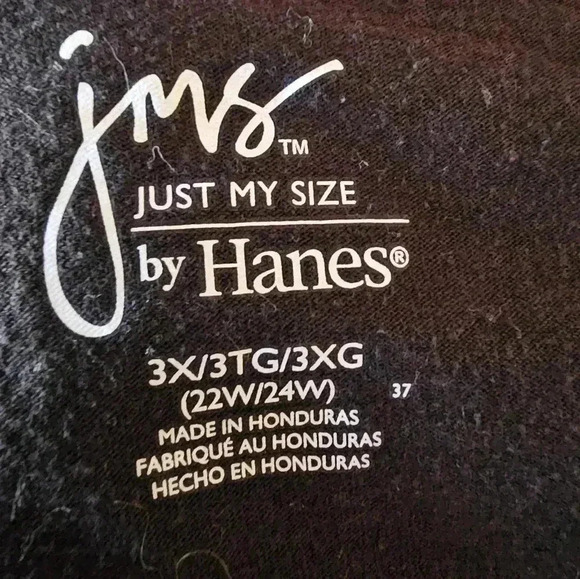 jms™
JUST MY SIZE
by Hanes®
3X/3TG/3XG
(22W/24W) 37
MADE IN HONDURAS
FABRIQUÉ AU HONDURAS
HECHO EN HONDURAS